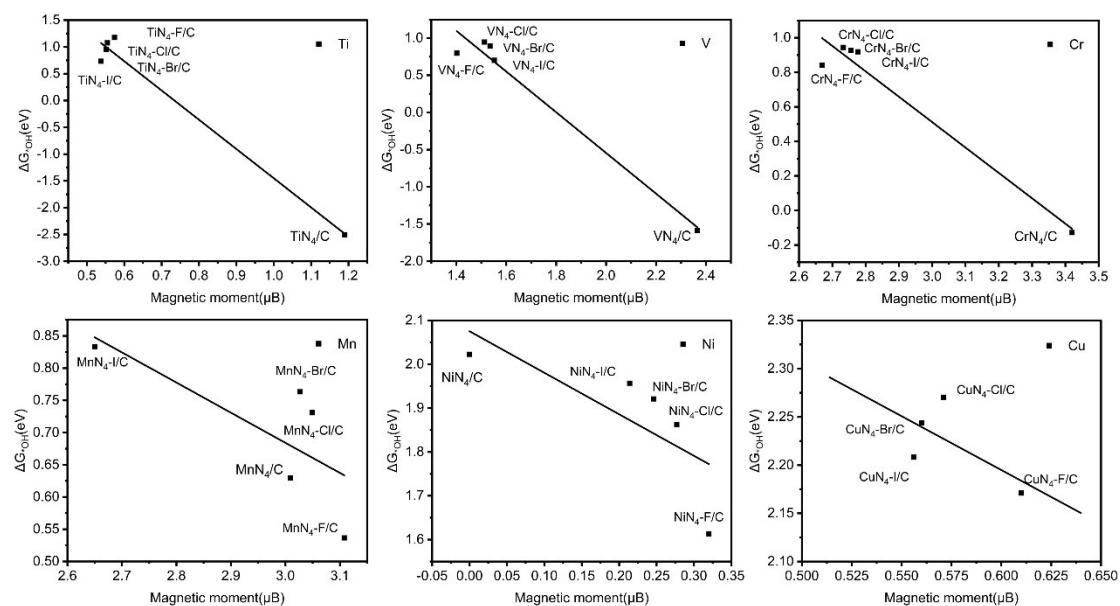 1.5
1.0
0.5
0.0
-0.5
-1.0
-1.5
-2.0
-2.5
-3.0
ΔG*OH(eV)
TiN4-F/C
TiN4-Cl/C
TiN4-Br/C
TiN4-I/C
Ti
TiN4/C
0.5 0.6 0.7 0.8 0.9 1.0 1.1 1.2
Magnetic moment(μB)
1.5
1.0
0.5
0.0
-0.5
-1.0
-1.5
-2.0
ΔG*OH(eV)
VN4-Cl/C
VN4-Br/C
VN4-F/C
VN4-I/C
V
VN4/C
1.4 1.6 1.8 2.0 2.2 2.4
Magnetic moment(μB)
1.0
0.8
0.6
0.4
0.2
0.0
-0.2
ΔG*OH(eV)
CrN4-Cl/C
CrN4-Br/C
CrN4-I/C
CrN4-F/C
Cr
CrN4/C
2.6 2.7 2.8 2.9 3.0 3.1 3.2 3.3 3.4 3.5
Magnetic moment(μB)
0.85
0.80
0.75
0.70
0.65
0.60
0.55
0.50
ΔG*OH(eV)
Mn
MnN4-I/C
MnN4-Br/C
MnN4-Cl/C
MnN4/C
MnN4-F/C
2.6 2.7 2.8 2.9 3.0 3.1
Magnetic moment(μB)
2.1
2.0
1.9
1.8
1.7
1.6
ΔG*OH(eV)
Ni
NiN4/C
NiN4-I/C
NiN4-Br/C
NiN4-Cl/C
NiN4-F/C
-0.05 0.00 0.05 0.10 0.15 0.20 0.25 0.30 0.35
Magnetic moment(μB)
2.35
2.30
2.25
2.20
2.15
2.10
ΔG*OH(eV)
Cu
CuN4-Cl/C
CuN4-Br/C
CuN4-I/C
CuN4-F/C
0.500 0.525 0.550 0.575 0.600 0.625 0.650
Magnetic moment(μB)